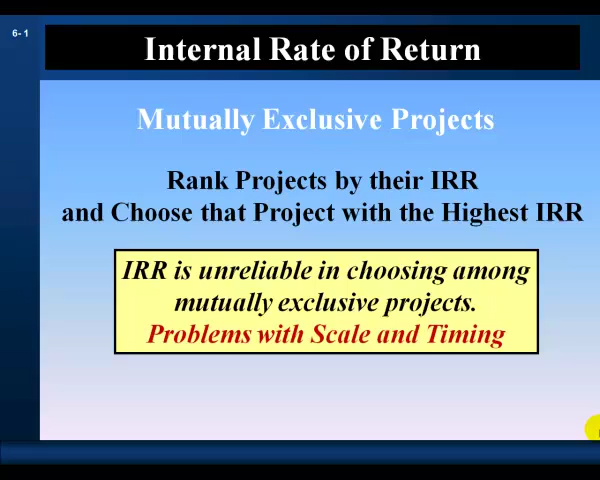 6- 1
Internal Rate of Return
Mutually Exclusive Projects
Rank Projects by their IRR
and Choose that Project with the Highest IRR
IRR is unreliable in choosing among
mutually exclusive projects.
Problems with Scale and Timing